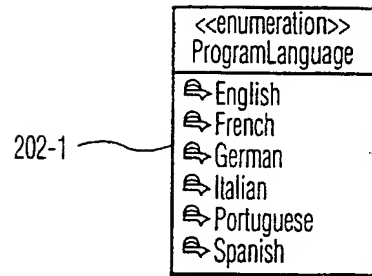 <<enumeration>>
ProgramLanguage
English
French
202-1
German
Italian
Portuguese
Spanish